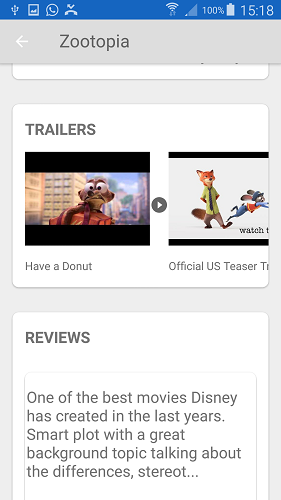 100% 15:18
Zootopia
TRAILERS
watch t
Have a Donut
Official US Teaser Tr
REVIEWS
One of the best movies Disney
has created in the last years.
Smart plot with a great
background topic talking about
the differences, stereot...